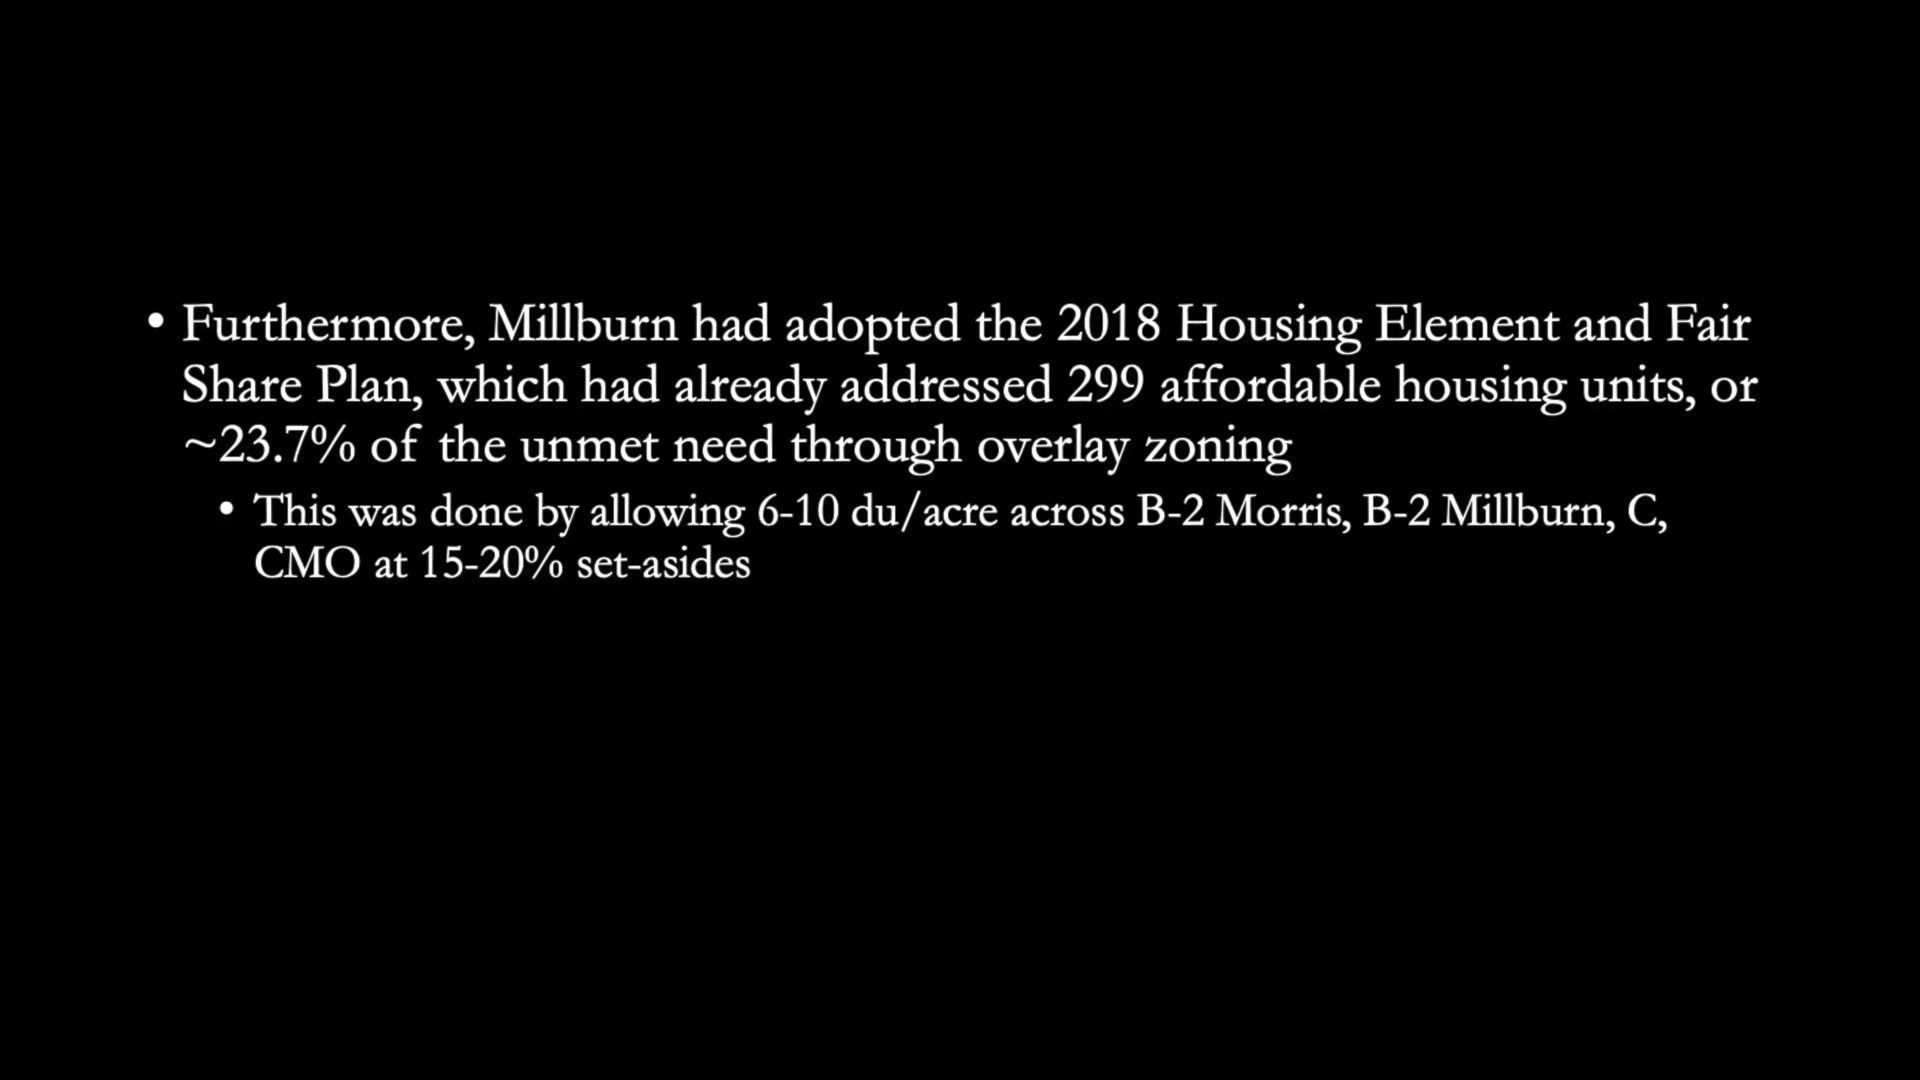 • Furthermore, Millburn had adopted the 2018 Housing Element and Fair
Share Plan, which had already addressed 299 affordable housing units, or
~23.7% of the unmet need through overlay zoning
• This was done by allowing 6-10 du/acre across B-2 Morris, B-2 Millburn, C,
CMO at 15-20% set-asides